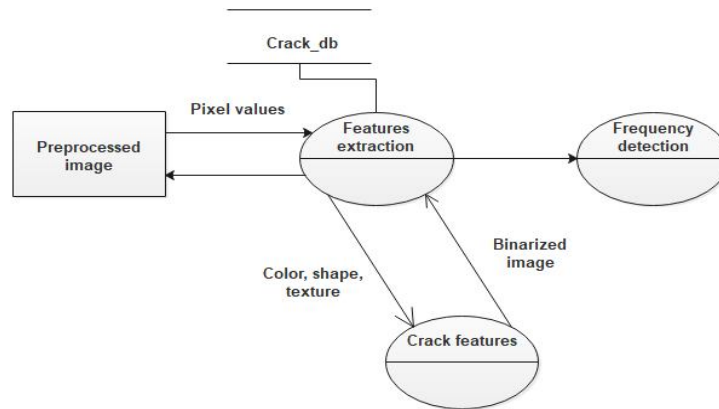 Crack_db
Pixel values
Preprocessed
image
Features
extraction
Frequency
detection
Color, shape,
texture
Binarized
image
Crack features